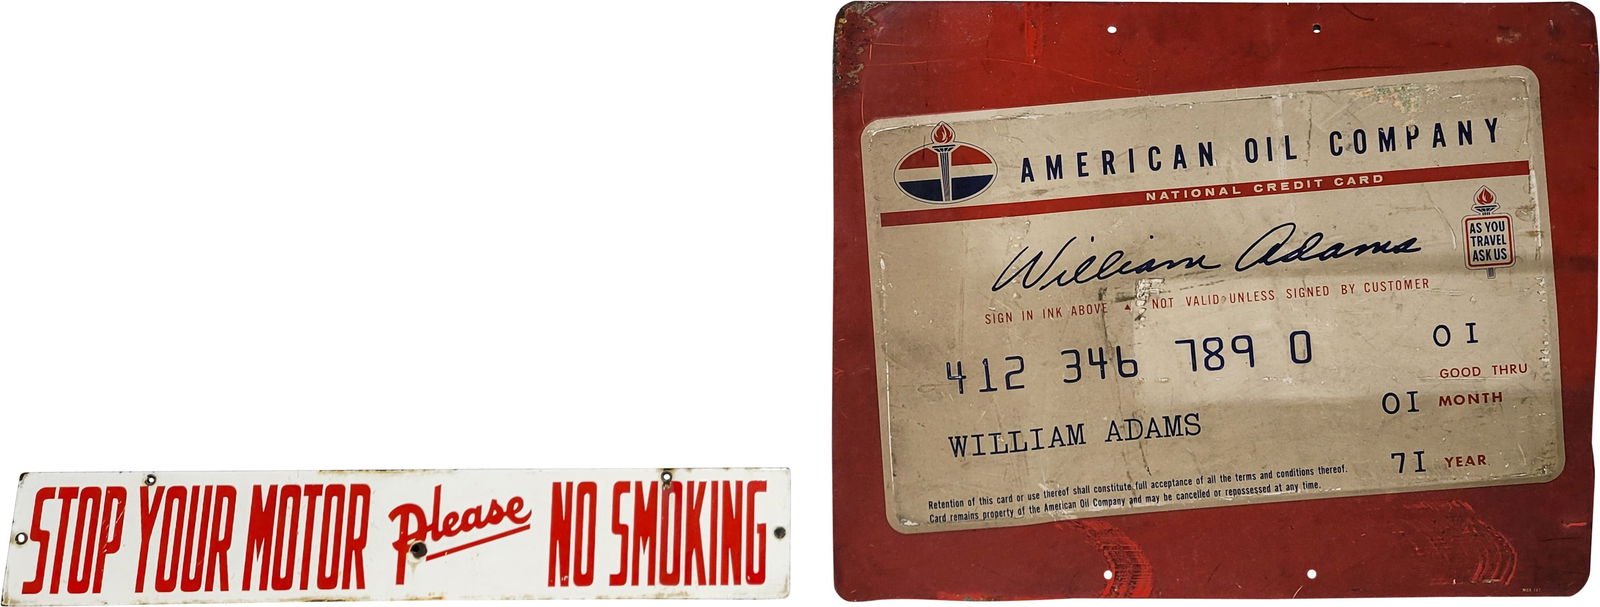 STOP YOUR MOTOR Please NO SMOKING
AMERICAN OIL COMPANY
NATIONAL CREDIT CARD
AS YOU
TRAVEL
ASK US
William Adams
SIGN IN INK ABOVE ▲ NOT VALID UNLESS SIGNED BY CUSTOMER
412 346 789 0
01
GOOD THRU
01 MONTH
WILLIAM ADAMS
71 YEAR
Retention of this card or use thereof shall constitute full acceptance of all the terms and conditions thereof.
Card remains property of the American Oil Company and may be cancelled or repossessed at any time.